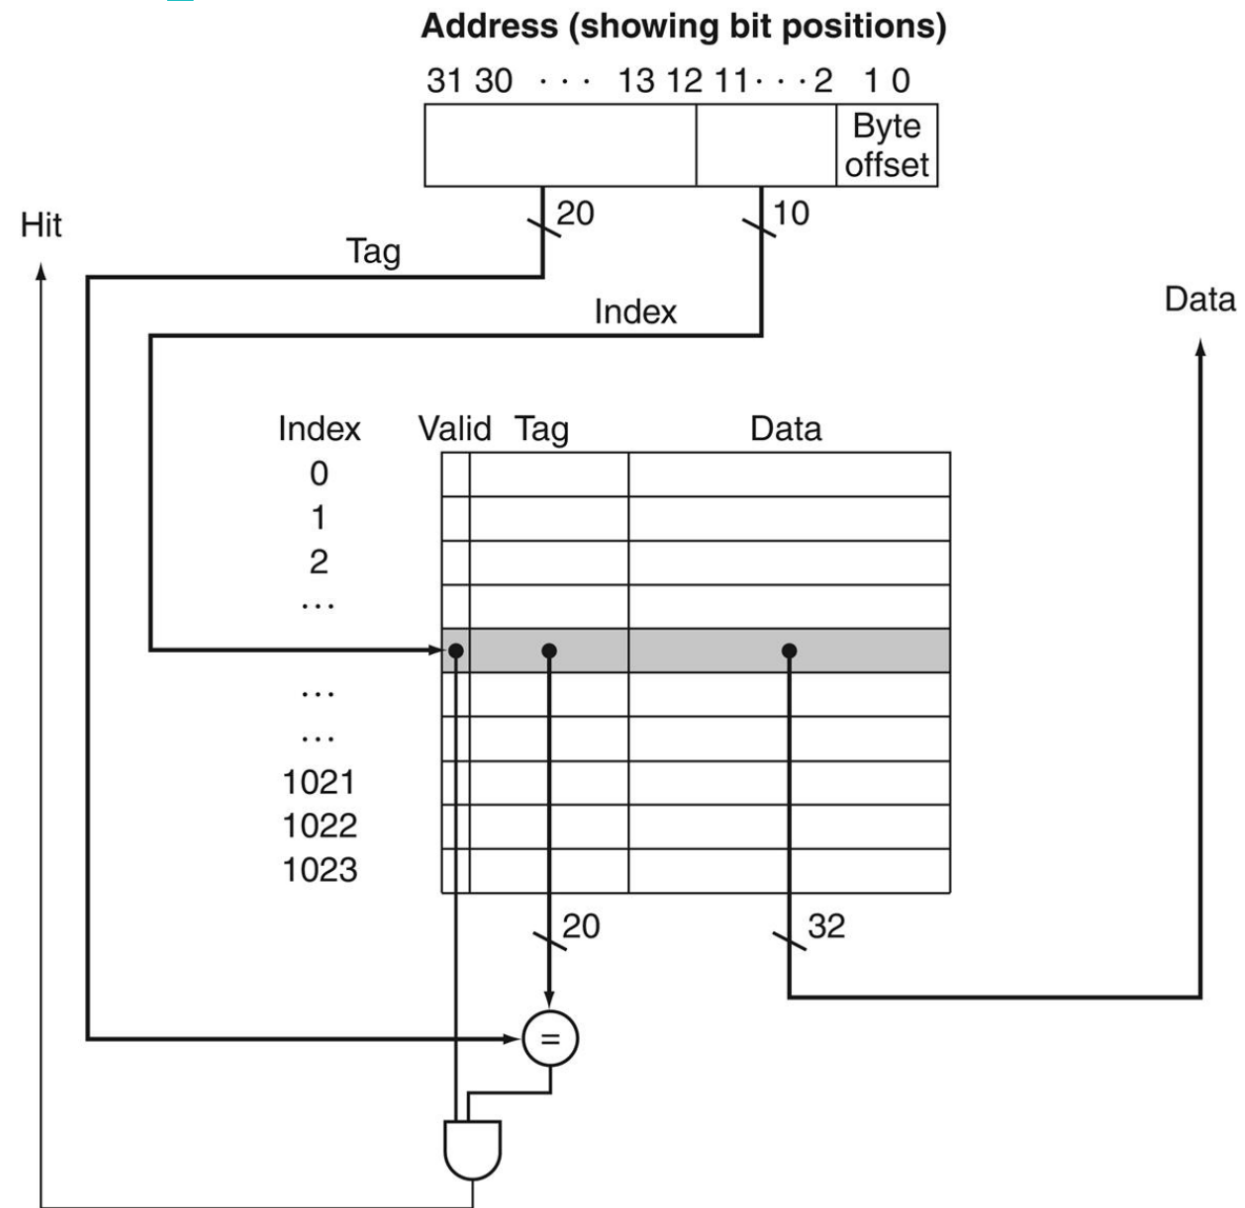 Address (showing bit positions)
31 30 · · · 13 12 11 · · · 2 1 0
Byte
offset
20 10
Hit
Tag
Index
Data
Index Valid Tag Data
0
1
2
...
...
...
1021
1022
1023
20 32
=